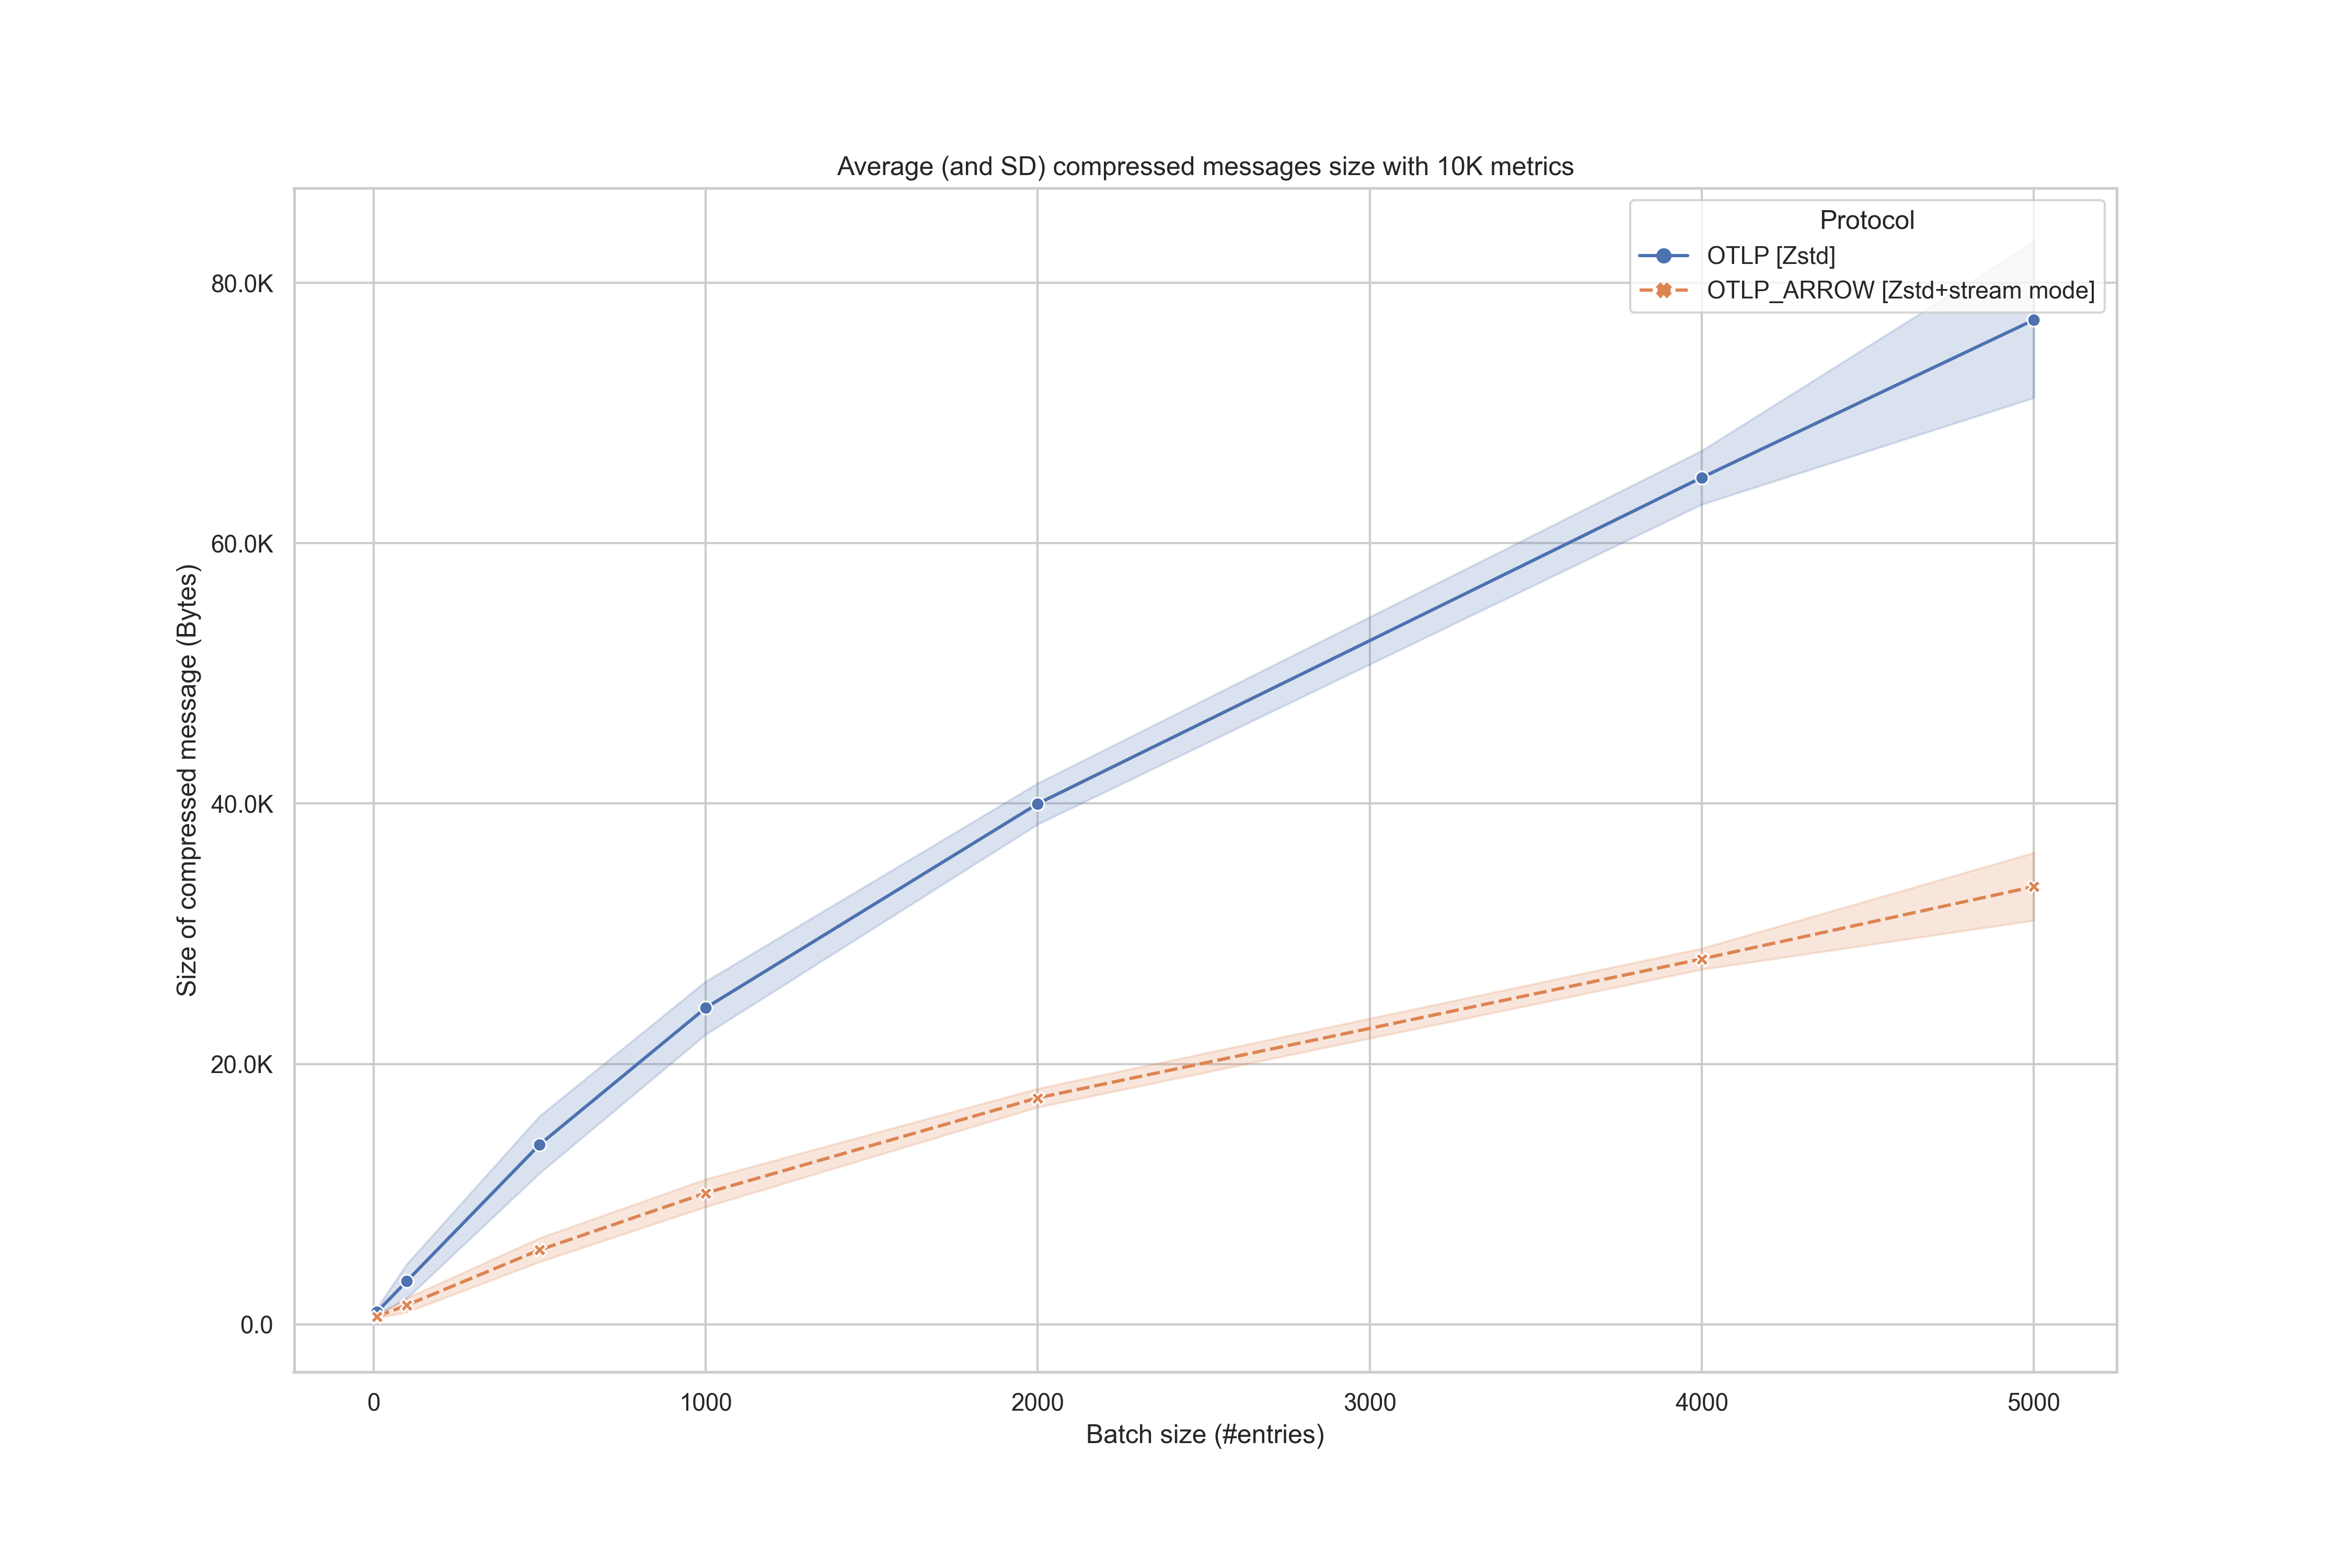 Average (and SD) compressed messages size with 10K metrics
Protocol
OTLP [Zstd]
OTLP_ARROW [Zstd+stream mode]
Size of compressed message (Bytes)
80.0K
60.0K
40.0K
20.0K
0.0
0 1000 2000 3000 4000 5000
Batch size (#entries)